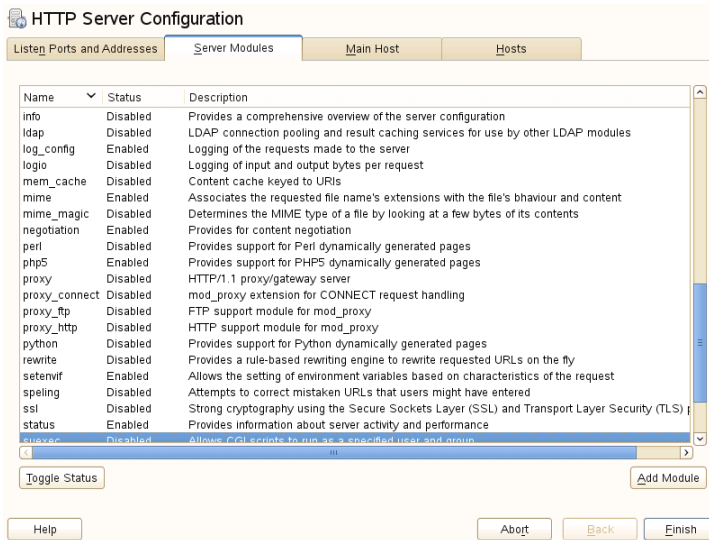 HTTP Server Configuration
Listen Ports and Addresses Server Modules Main Host Hosts
Name Status Description
info Disabled Provides a comprehensive overview of the server configuration
ldap Disabled LDAP connection pooling and result caching services for use by other LDAP modules
log_config Enabled Logging of the requests made to the server
logio Disabled Logging of input and output bytes per request
mem_cache Disabled Content cache keyed to URIs
mime Enabled Associates the requested file name's extensions with the file's bhaviour and content
mime_magic Disabled Determines the MIME type of a file by looking at a few bytes of its contents
negotiation Enabled Provides for content negotiation
perl Disabled Provides support for Perl dynamically generated pages
php5 Enabled Provides support for PHP5 dynamically generated pages
proxy Disabled HTTP/1.1 proxy/gateway server
proxy_connect Disabled mod_proxy extension for CONNECT request handling
proxy_ftp Disabled FTP support module for mod_proxy
proxy_http Disabled HTTP support module for mod_proxy
python Disabled Provides support for Python dynamically generated pages
rewrite Disabled Provides a rule-based rewriting engine to rewrite requested URLs on the fly
setenvif Enabled Allows the setting of environment variables based on characteristics of the request
speling Disabled Attempts to correct mistaken URLs that users might have entered
ssl Disabled Strong cryptography using the Secure Sockets Layer (SSL) and Transport Layer Security (TLS) p
status Enabled Provides information about server activity and performance
suexec Disabled Allows CGI scripts to run as a specified user and group
Toggle Status Add Module
Help Abort Back Finish